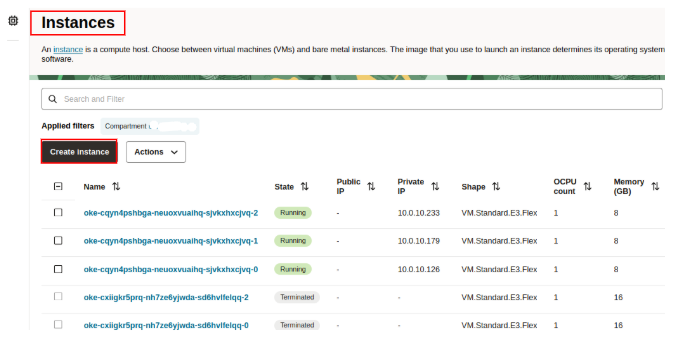 Instances
An instance is a compute host. Choose between virtual machines (VMs) and bare metal instances. The image that you use to launch an instance determines its operating system
software.
Search and Filter
Applied filters Compartment
Create instance Actions
Name State Public IP Private IP Shape OCPU count Memory (GB)
oke-cqyn4pshbga-neuoxvuaihq-sjvkxhxcjvq-2 Running - 10.0.10.233 VM.Standard.E3.Flex 1 8
oke-cqyn4pshbga-neuoxvuaihq-sjvkxhxcjvq-1 Running - 10.0.10.179 VM.Standard.E3.Flex 1 8
oke-cqyn4pshbga-neuoxvuaihq-sjvkxhxcjvq-0 Running - 10.0.10.126 VM.Standard.E3.Flex 1 8
oke-cxiigkr5prq-nh7ze6yjwda-sd6hvlfelqq-2 Terminated - - VM.Standard.E3.Flex 1 16
oke-cxiigkr5prq-nh7ze6yjwda-sd6hvlfelqq-0 Terminated - - VM.Standard.E3.Flex 1 16